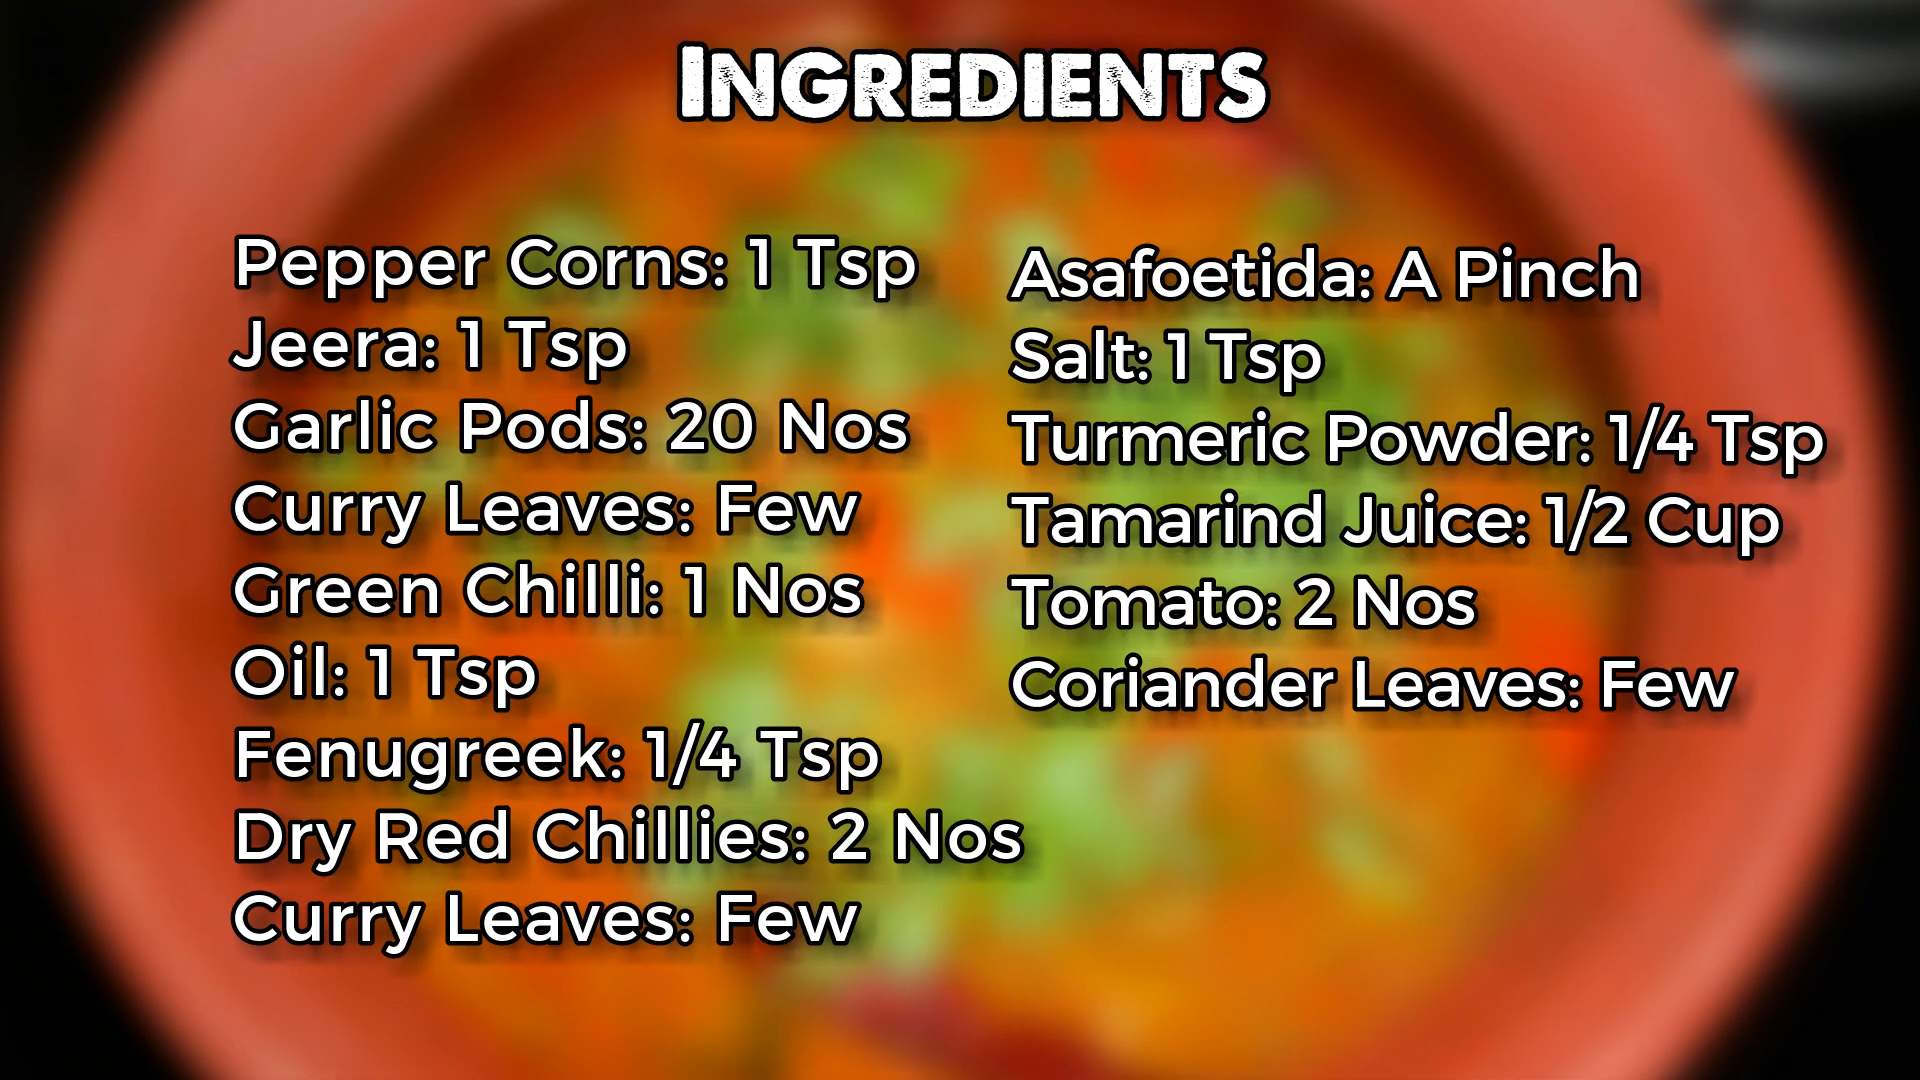 INGREDIENTS
Pepper Corns: 1 Tsp
Jeera: 1 Tsp
Garlic Pods: 20 Nos
Curry Leaves: Few
Green Chilli: 1 Nos
Oil: 1 Tsp
Fenugreek: 1/4 Tsp
Dry Red Chillies: 2 Nos
Curry Leaves: Few
Asafoetida: A Pinch
Salt: 1 Tsp
Turmeric Powder: 1/4 Tsp
Tamarind Juice: 1/2 Cup
Tomato: 2 Nos
Coriander Leaves: Few